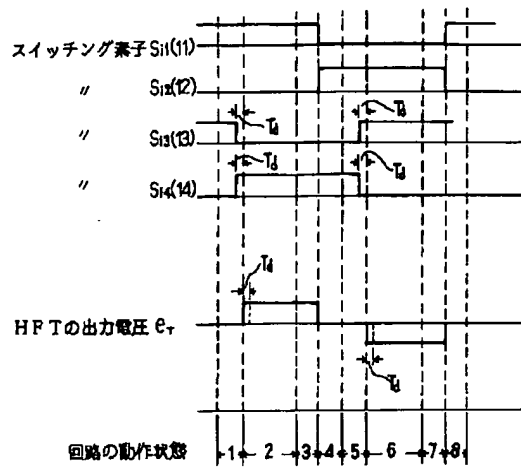 スイッチング素子 Si1(11)
〃 Si2(12)
Td
〃 Si3(13)
Td
Td
Td
〃 Si4(14)
Td
HFTの出力電圧 eT
Td
回路の動作状態 1 2 3 4 5 6 7 8